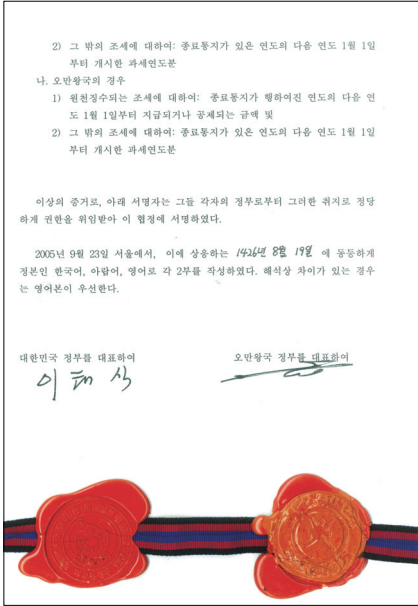 2) 그 밖의 조세에 대하여: 종료통지가 있은 연도의 다음 연도 1월 1일
부터 개시한 과세연도분
나. 오만왕국의 경우
1) 원천징수되는 조세에 대하여: 종료통지가 행하여진 연도의 다음 연
도 1월 1일부터 지급되거나 공제되는 금액 및
2) 그 밖의 조세에 대하여: 종료통지가 있은 연도의 다음 연도 1월 1일
부터 개시한 과세연도분
이상의 증거로, 아래 서명자는 그들 각자의 정부로부터 그러한 취지로 정당
하게 권한을 위임받아 이 협정에 서명하였다.
2005년 9월 23일 서울에서, 이에 상응하는 1426년 8월 19일 에 동등하게
정본인 한국어, 아랍어, 영어로 각 2부를 작성하였다. 해석상 차이가 있는 경우
는 영어본이 우선한다.
대한민국 정부를 대표하여
오만왕국 정부를 대표하여
이태식